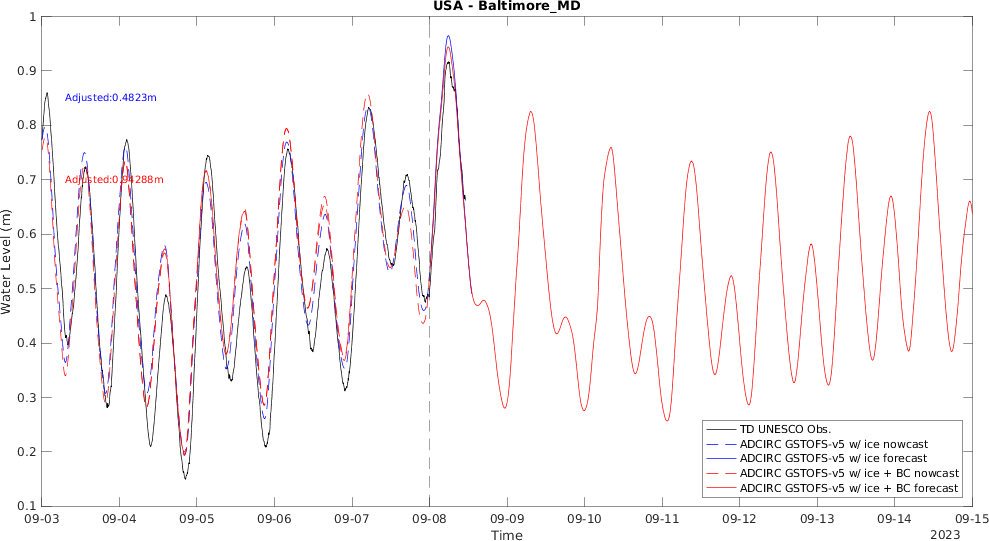 USA - Baltimore_MD
1
0.9
0.8
0.7
0.6
0.5
0.4
0.3
0.2
0.1
Water Level (m)
Adjusted:0.4823m
Adjusted:0.94288m
TD UNESCO Obs.
ADCIRC GSTOFS-v5 w/ ice nowcast
ADCIRC GSTOFS-v5 w/ ice forecast
ADCIRC GSTOFS-v5 w/ ice + BC nowcast
ADCIRC GSTOFS-v5 w/ ice + BC forecast
09-03 09-04 09-05 09-06 09-07 09-08 09-09 09-10 09-11 09-12 09-13 09-14 09-15
Time
2023